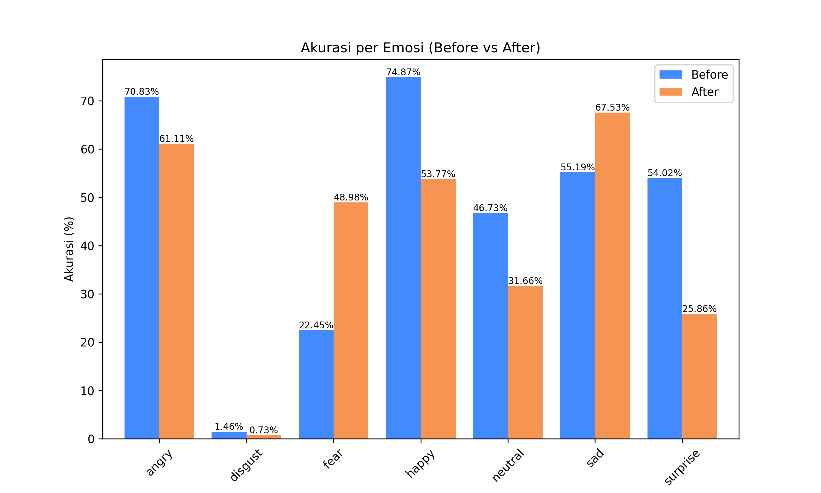 Akurasi per Emosi (Before vs After)
Before
After
Akurasi (%)
70
60
50
40
30
20
10
0
70.83%
61.11%
1.46%
0.73%
22.45%
48.98%
74.87%
53.77%
46.73%
31.66%
55.19%
67.53%
54.02%
25.86%
angry
disgust
fear
happy
neutral
sad
surprise